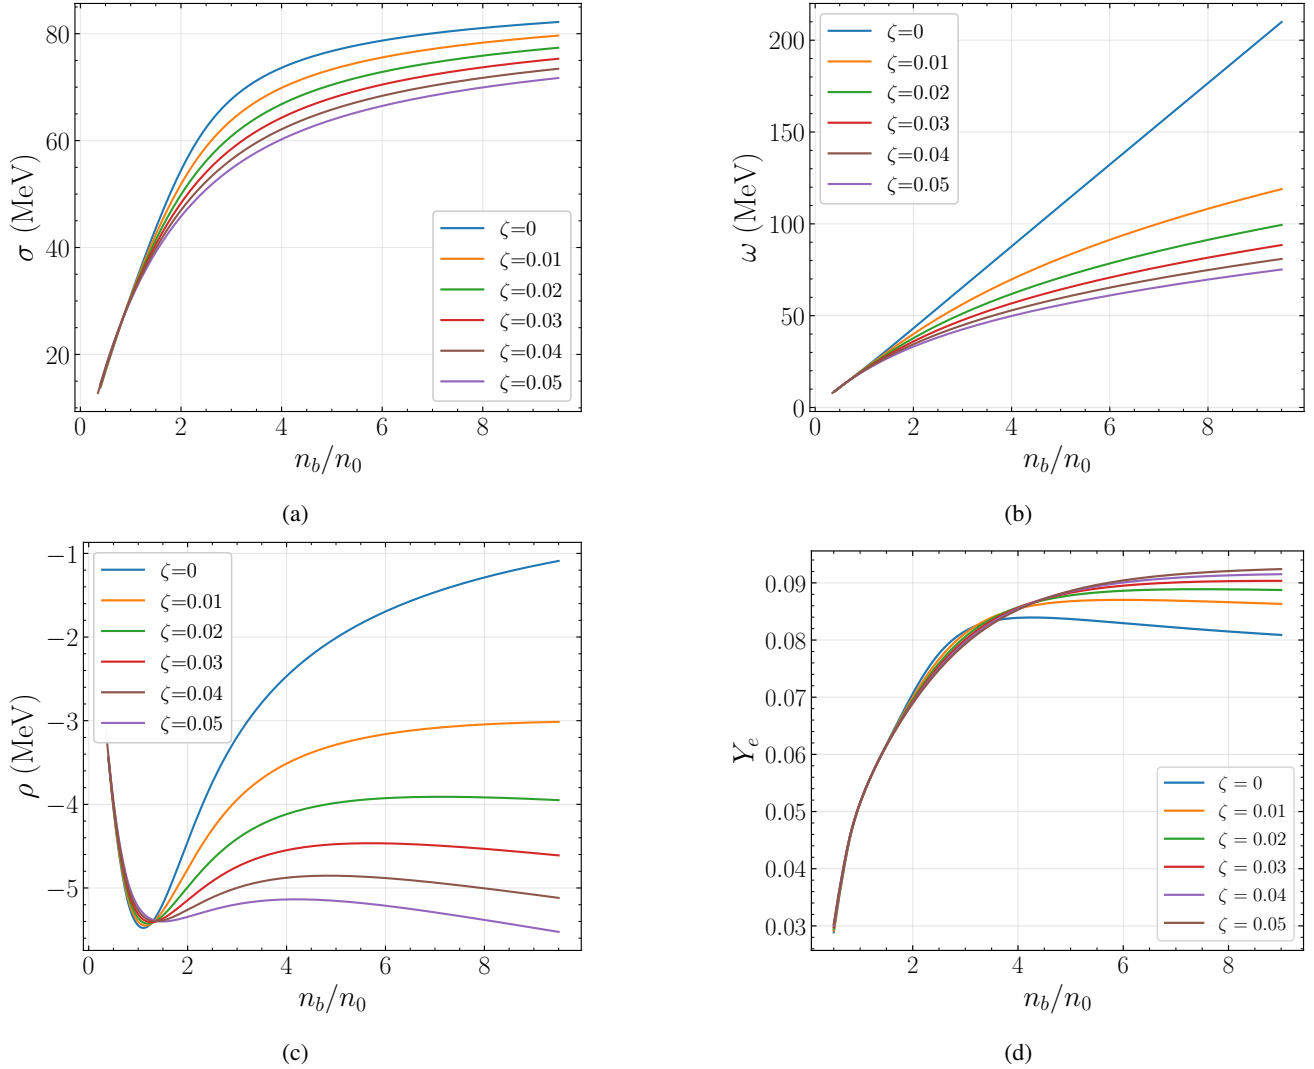 80
60
40
20
σ (MeV)
0
2
4
6
8
n_b/n_0
ζ=0
ζ=0.01
ζ=0.02
ζ=0.03
ζ=0.04
ζ=0.05
(a)
200
150
100
50
0
ω (MeV)
0
2
4
6
8
n_b/n_0
ζ=0
ζ=0.01
ζ=0.02
ζ=0.03
ζ=0.04
ζ=0.05
(b)
−1
−2
−3
−4
−5
ρ (MeV)
0
2
4
6
8
n_b/n_0
ζ=0
ζ=0.01
ζ=0.02
ζ=0.03
ζ=0.04
ζ=0.05
(c)
0.09
0.08
0.07
0.06
0.05
0.04
0.03
Y_e
2
4
6
8
n_b/n_0
ζ = 0
ζ = 0.01
ζ = 0.02
ζ = 0.03
ζ = 0.04
ζ = 0.05
(d)